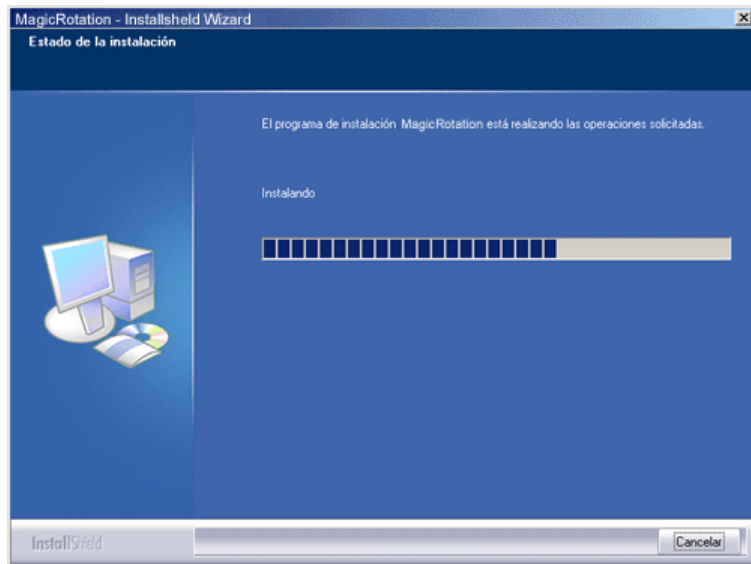 MagicRotation - Installsheld Wizard
Estado de la instalación
El programa de instalación MagicRotation está realizando las operaciones solicitadas.
Instalando
InstallShield
Cancelar